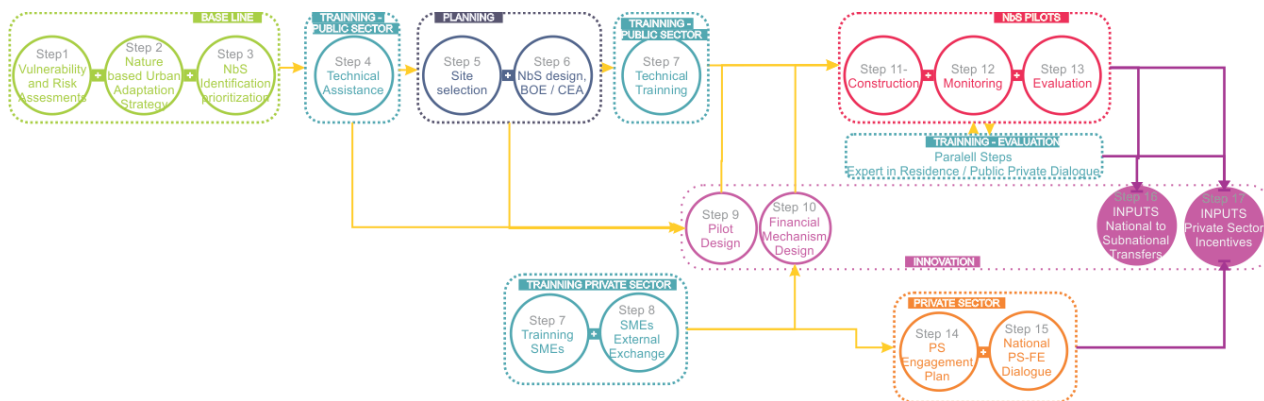 BASE LINE
Step1
Vulnerability
and Risk
Assesments
Step 2
Nature
based Urban
Adaptation
Strategy
Step 3
NbS
Identification
prioritization
TRAINNING -
PUBLIC SECTOR
Step 4
Technical
Assistance
PLANNING
Step 5
Site
selection
Step 6
NbS design,
BOE / CEA
TRAINING -
PUBLIC SECTOR
Step 7
Technical
Trainning
NbS PILOTS
Step 11-
Construction
Step 12
Monitoring
Step 13
Evaluation
TRAINING - EVALUATION
Paralell Steps
Expert in Residence / Public Private Dialogue
Step 9
Pilot
Design
Step 10
Financial
Mechanism
Design
Step 16
INPUTS
National to
Subnational
Transfers
Step 17
INPUTS
Private Sector
Incentives
INNOVATION
TRAINNING PRIVATE SECTOR
Step 7
Trainning
SMEs
Step 8
SMEs
External
Exchange
PRIVATE SECTOR
Step 14
PS
Engagement
Plan
Step 15
National
PS-FE
Dialogue